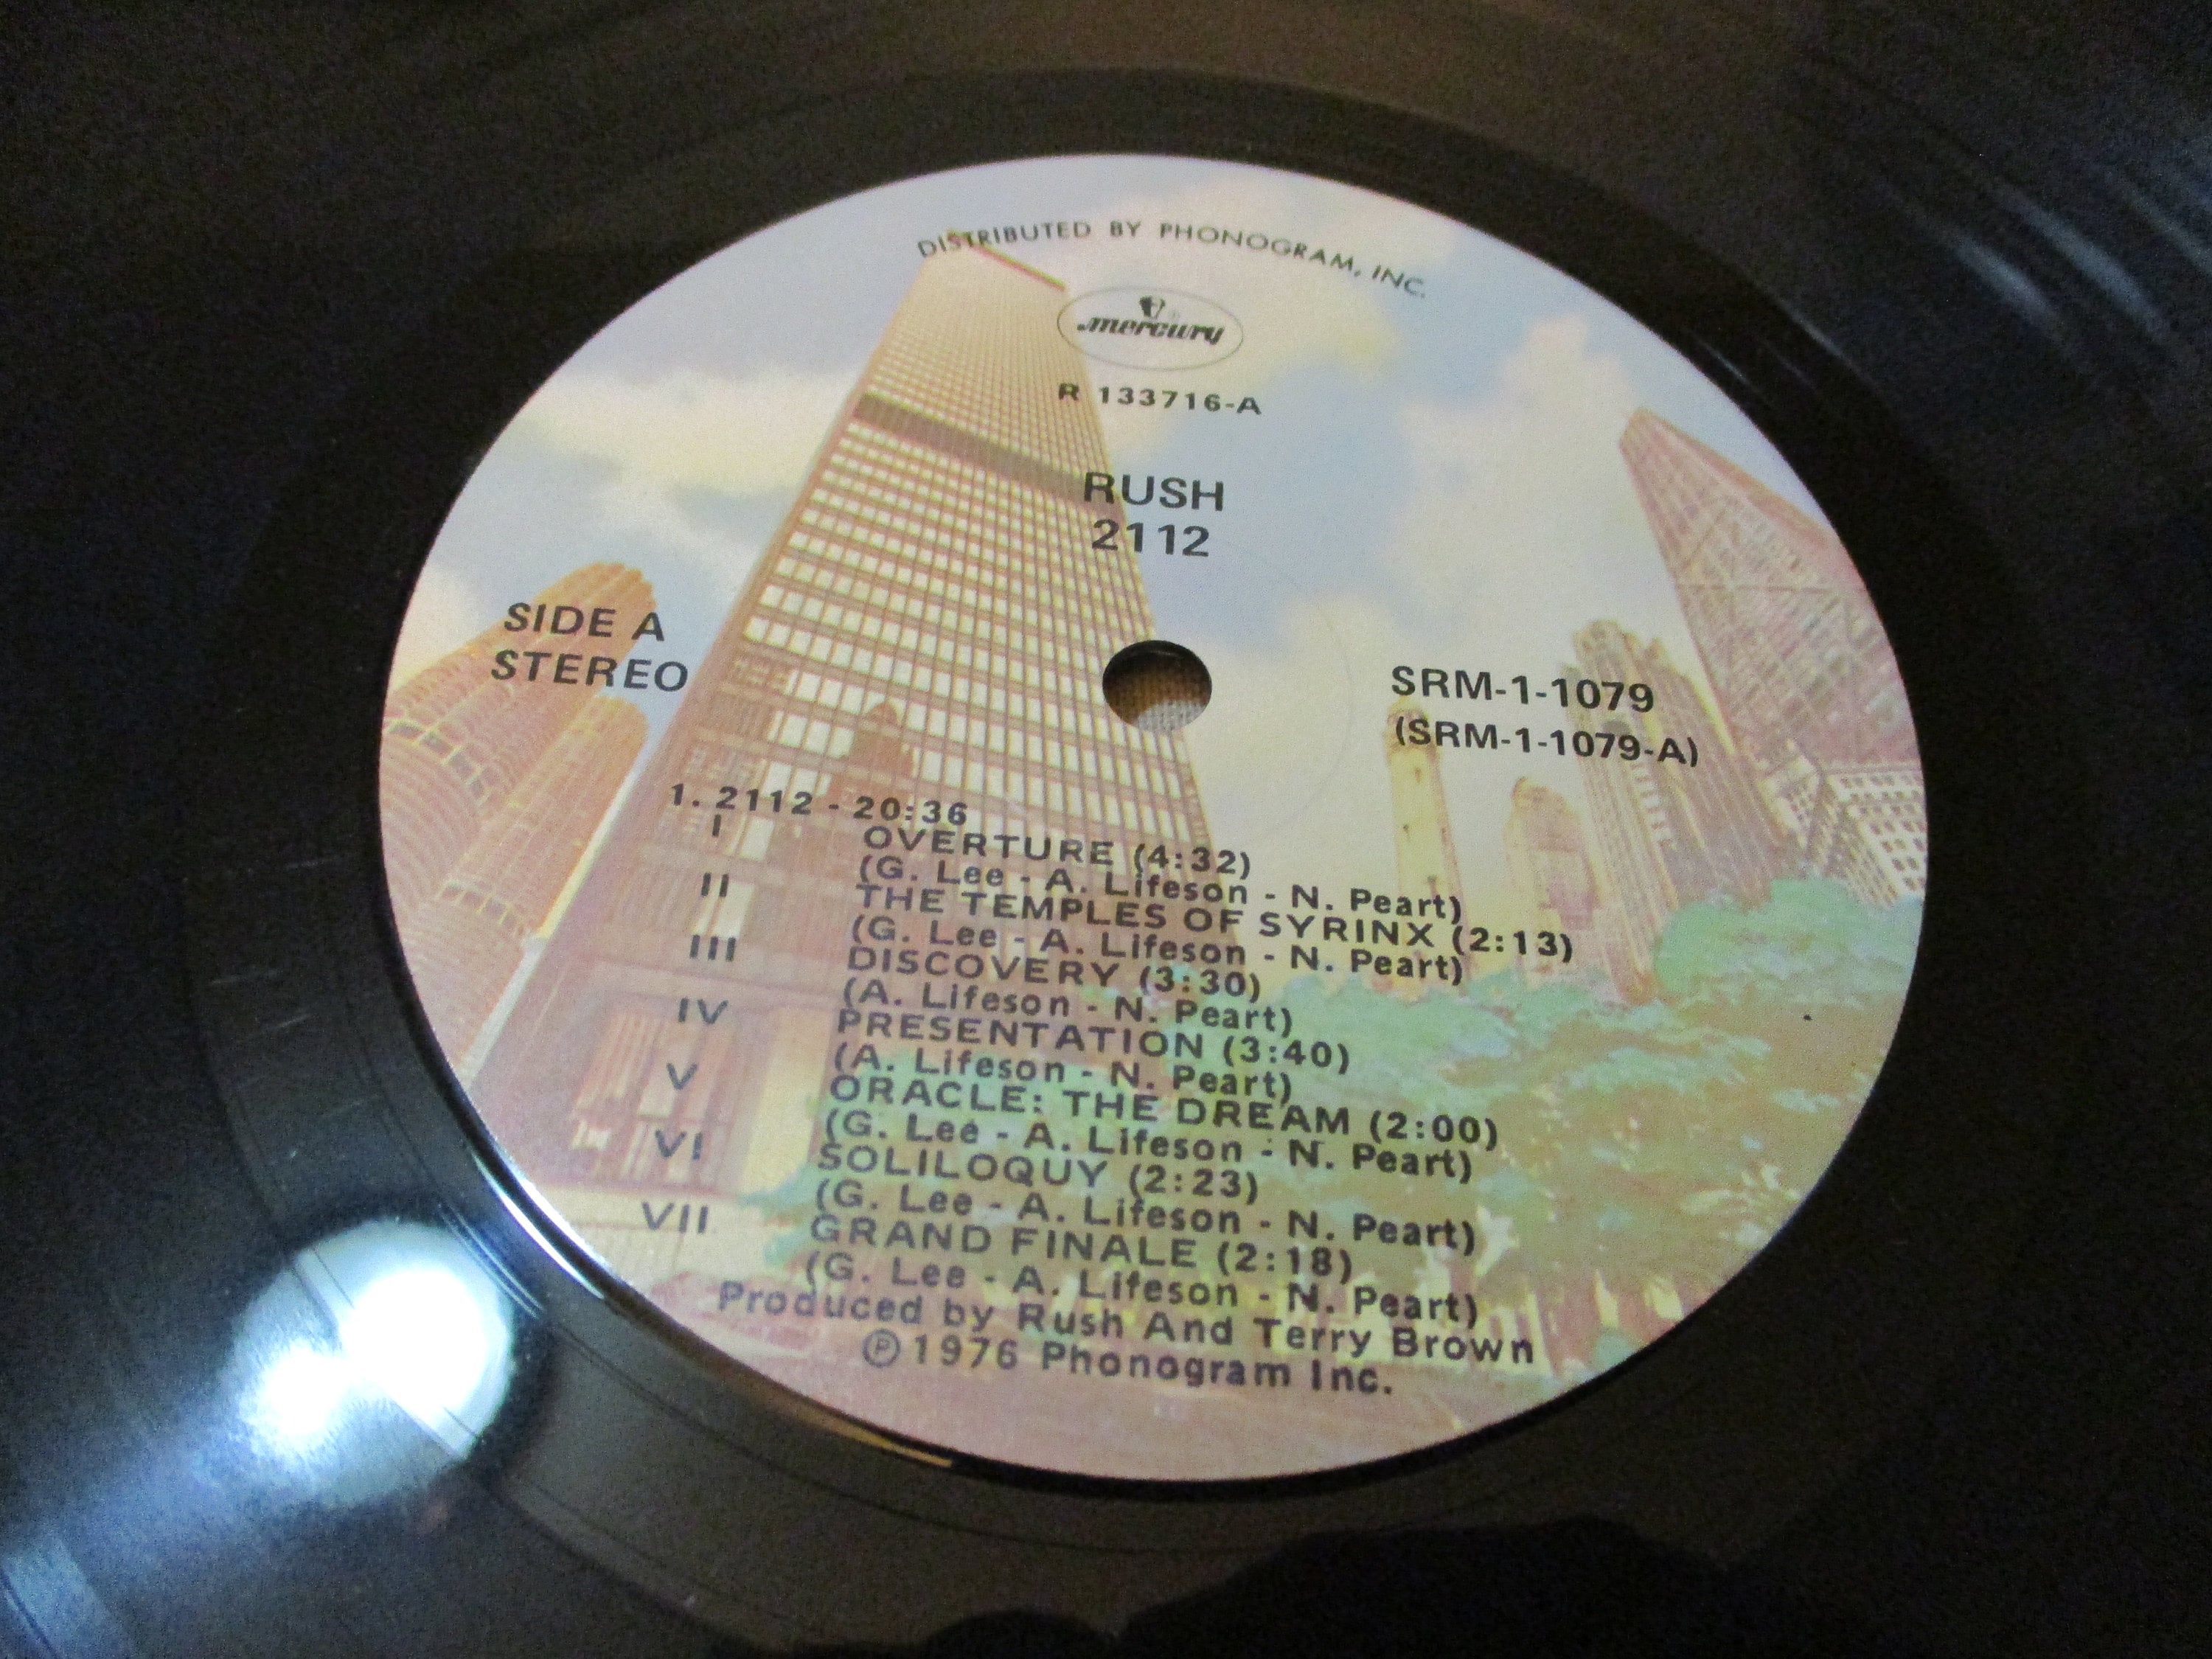 DISTRIBUTED BY PHONOGRAM, INC.
mercury ®
R 133716-A
RUSH
2112
SIDE A
STEREO
SRM-1-1079
(SRM-1-1079-A)
1. 2112 - 20:36
I OVERTURE (4:32)
(G. Lee - A. Lifeson - N. Peart)
II THE TEMPLES OF SYRINX (2:13)
(G. Lee - A. Lifeson - N. Peart)
III DISCOVERY (3:30)
(A. Lifeson - N. Peart)
IV PRESENTATION (3:40)
(A. Lifeson - N. Peart)
V ORACLE: THE DREAM (2:00)
(G. Lee - A. Lifeson - N. Peart)
VI SOLILOQUY (2:23)
(G. Lee - A. Lifeson - N. Peart)
VII GRAND FINALE (2:18)
(G. Lee - A. Lifeson - N. Peart)
Produced by Rush And Terry Brown
℗ 1976 Phonogram Inc.